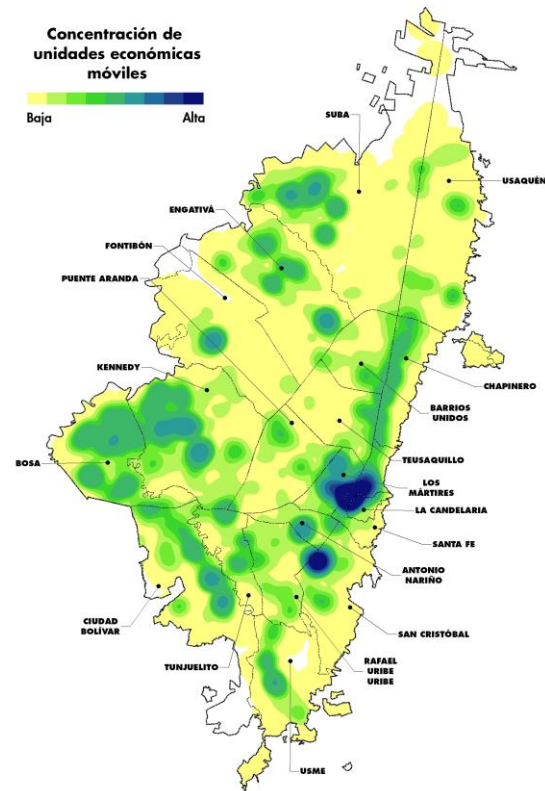 Concentración de
unidades económicas
móviles
Baja
Alta
SUBA
USAQUÉN
ENGATIVÁ
FONTIBÓN
PUENTE ARANDA
KENNEDY
CHAPINERO
BARRIOS
UNIDOS
TEUSAQUILLO
BOSA
LOS
MÁRTIRES
LA CANDELARIA
SANTA FE
ANTONIO
NARIÑO
CIUDAD
BOLÍVAR
SAN CRISTÓBAL
TUNJUELITO
RAFAEL
URIBE
URIBE
USME